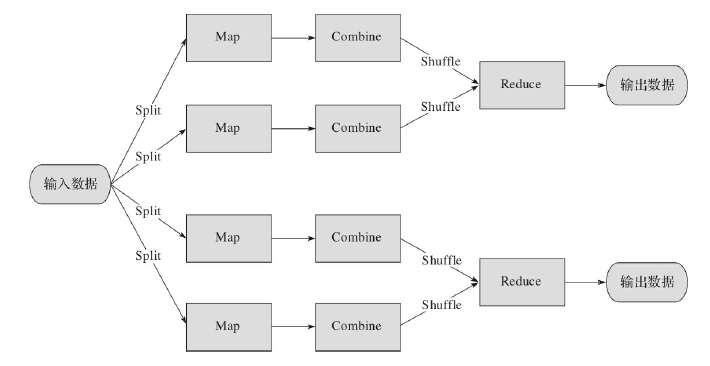 Map
Combine
Shuffle
Split
Reduce
输出数据
Map
Combine
Shuffle
Split
输入数据
Split
Map
Combine
Shuffle
Split
Reduce
输出数据
Map
Combine
Shuffle